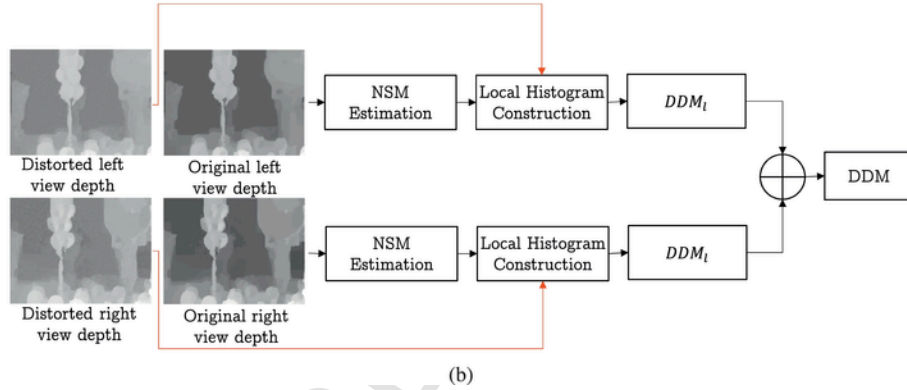 Distorted left
view depth
Original left
view depth
NSM
Estimation
Local Histogram
Construction
DDM_l
DDM
Distorted right
view depth
Original right
view depth
NSM
Estimation
Local Histogram
Construction
DDM_l
(b)